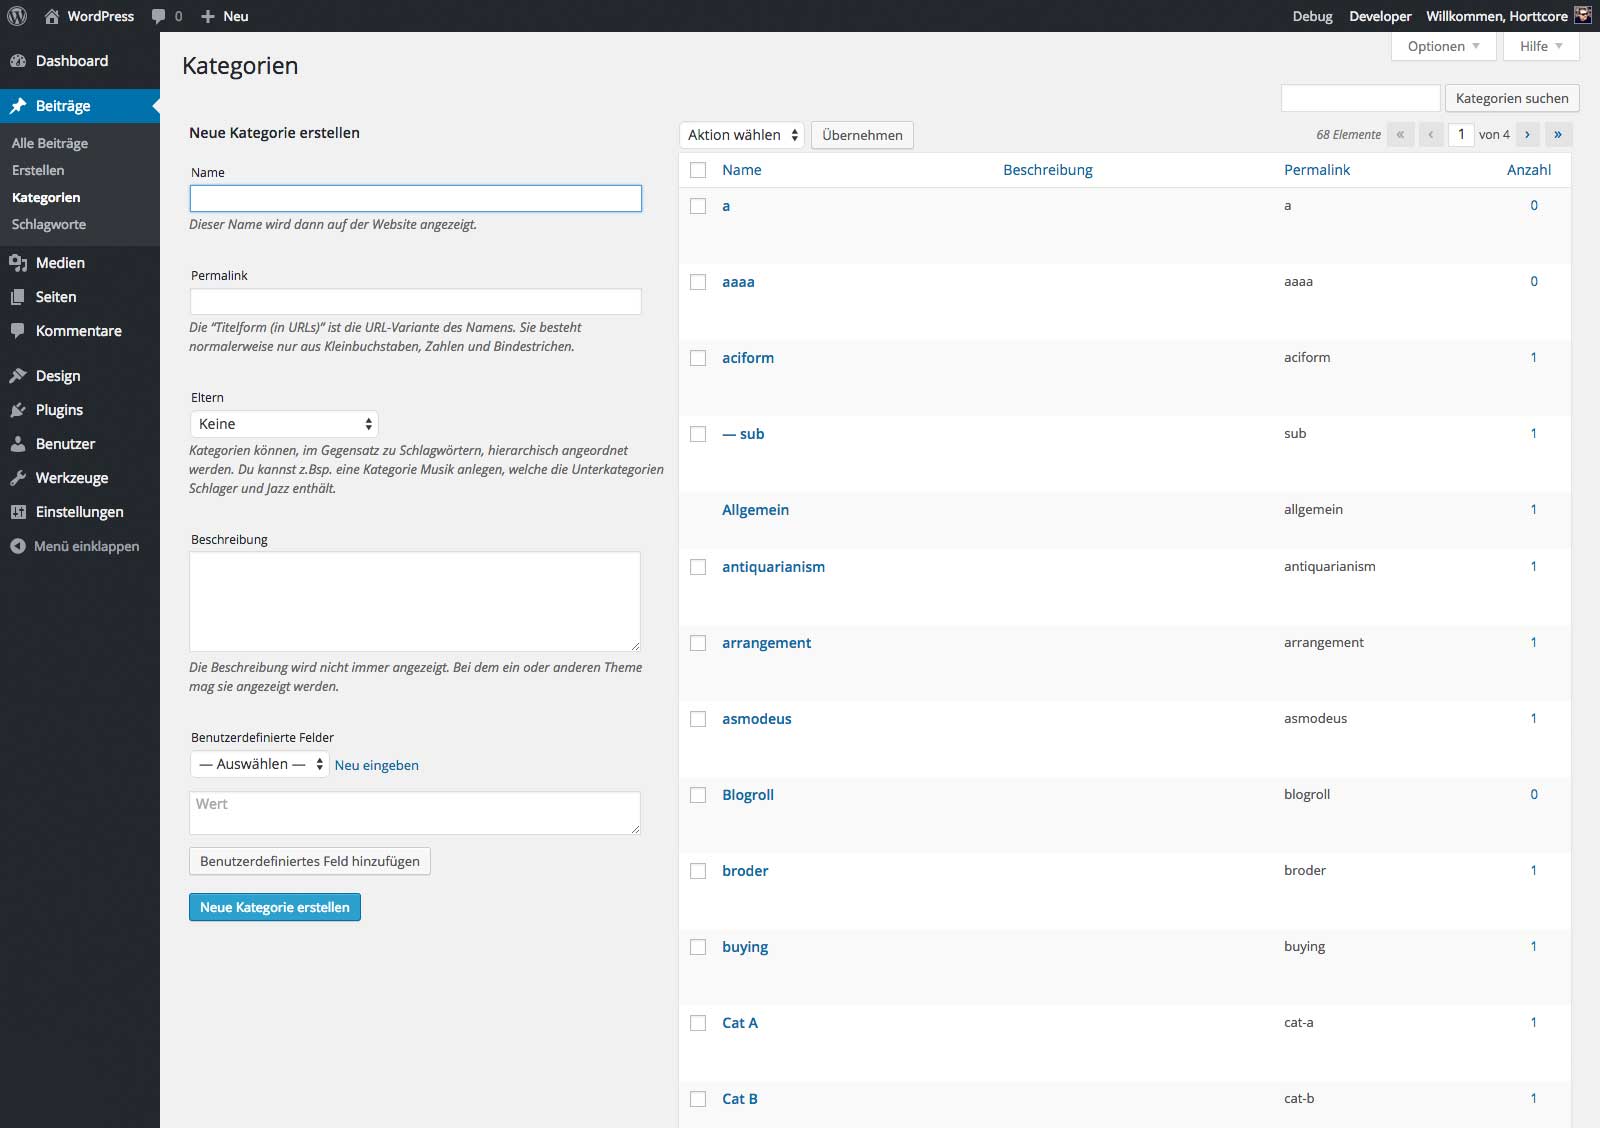 WordPress 0 + Neu Debug Developer Willkommen, Horttcore
Dashboard
Beiträge
Alle Beiträge
Erstellen
Kategorien
Schlagworte
Medien
Seiten
Kommentare
Design
Plugins
Benutzer
Werkzeuge
Einstellungen
Menü einklappen
Optionen Hilfe
Kategorien
Kategorien suchen
Neue Kategorie erstellen
Name
Dieser Name wird dann auf der Website angezeigt.
Permalink
Die “Titelform (in URLs)” ist die URL-Variante des Namens. Sie besteht
normalerweise nur aus Kleinbuchstaben, Zahlen und Bindestrichen.
Eltern
Keine
Kategorien können, im Gegensatz zu Schlagwörtern, hierarchisch angeordnet
werden. Du kannst z.Bsp. eine Kategorie Musik anlegen, welche die Unterkategorien
Schlager und Jazz enthält.
Beschreibung
Die Beschreibung wird nicht immer angezeigt. Bei dem ein oder anderen Theme
mag sie angezeigt werden.
Benutzerdefinierte Felder
— Auswählen — Neu eingeben
Wert
Benutzerdefiniertes Feld hinzufügen
Neue Kategorie erstellen
Aktion wählen Übernehmen 68 Elemente « ‹ 1 von 4 › »
Name Beschreibung Permalink Anzahl
a a 0
aaaa aaaa 0
aciform aciform 1
— sub sub 1
Allgemein allgemein 1
antiquarianism antiquarianism 1
arrangement arrangement 1
asmodeus asmodeus 1
Blogroll blogroll 0
broder broder 1
buying buying 1
Cat A cat-a 1
Cat B cat-b 1